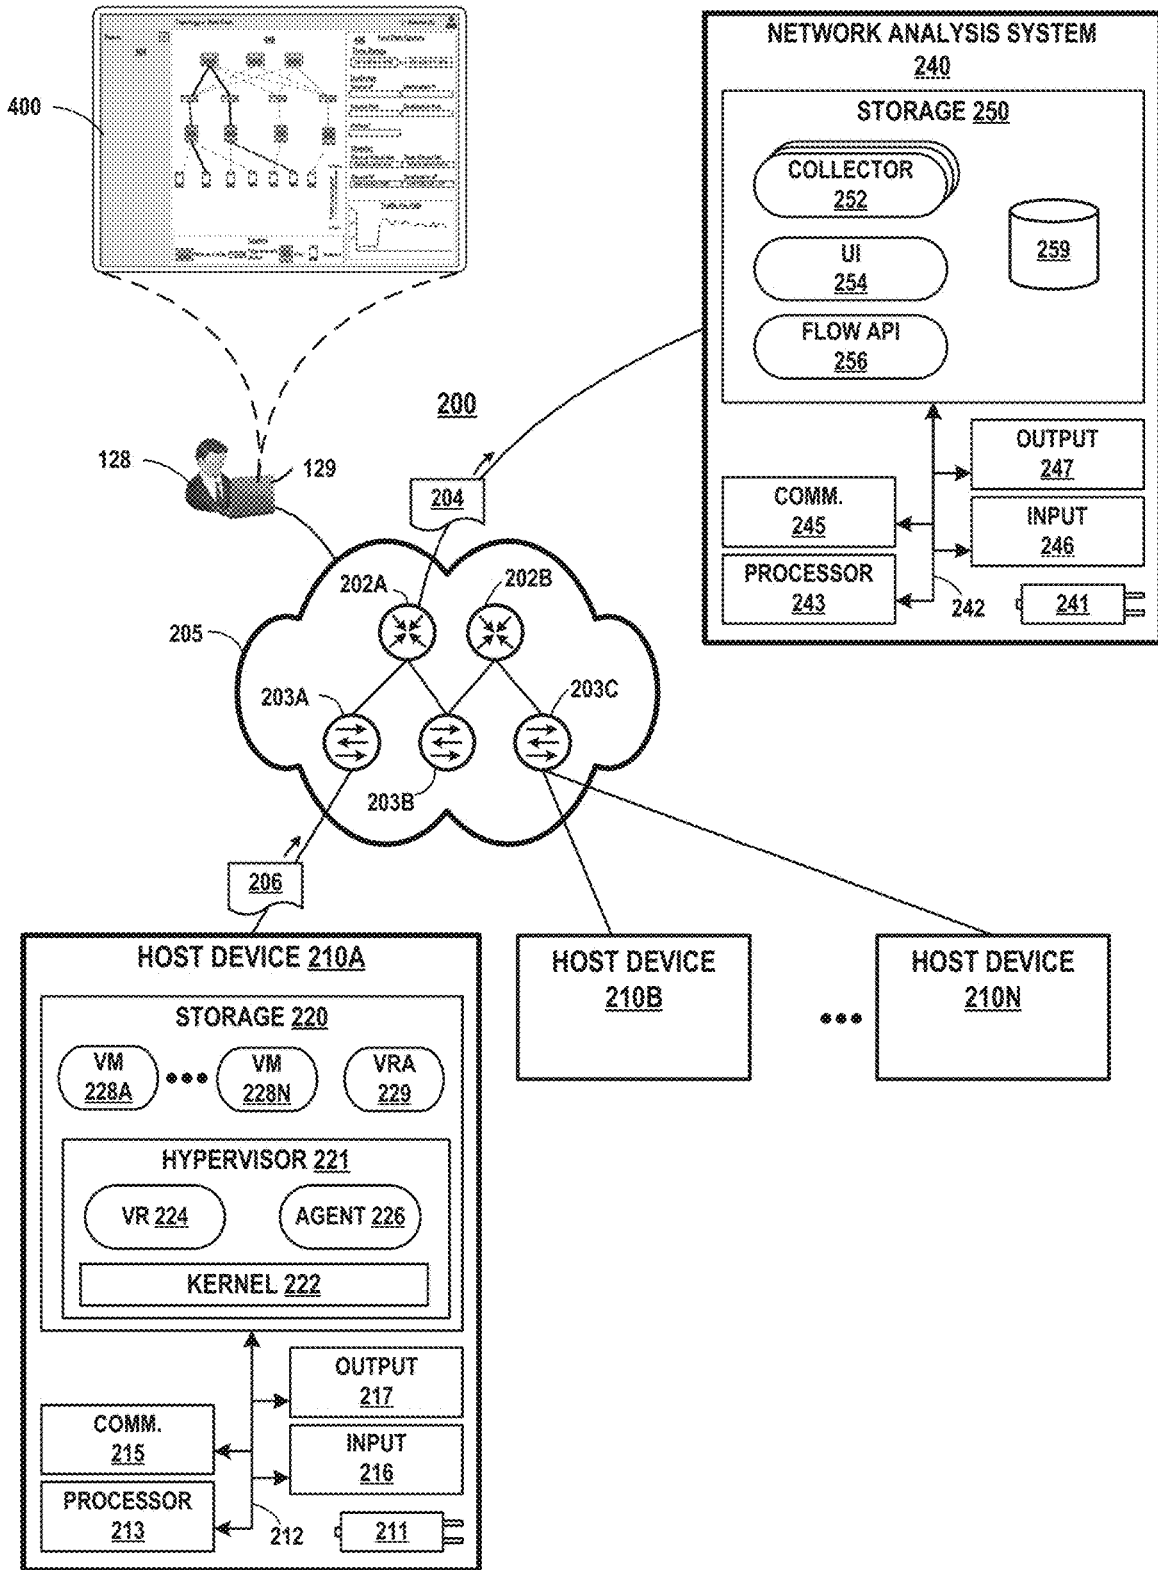 400
NETWORK ANALYSIS SYSTEM
240
STORAGE 250
COLLECTOR
252
UI
254
259
FLOW API
256
OUTPUT
247
COMM.
245
INPUT
246
PROCESSOR
243
242
241
200
128
129
204
202A
202B
205
203A
203C
203B
206
HOST DEVICE 210A
STORAGE 220
VM
228A
VM
228N
VRA
229
HYPERVISOR 221
VR 224
AGENT 226
KERNEL 222
OUTPUT
217
COMM.
215
INPUT
216
PROCESSOR
213
212
211
HOST DEVICE
210B
HOST DEVICE
210N